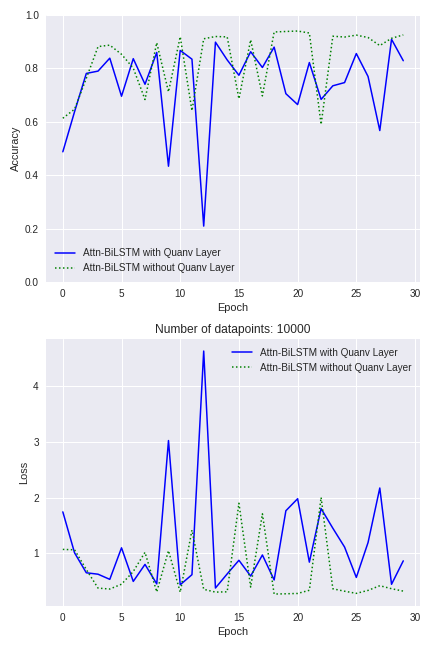 1.0
0.8
0.6
0.4
0.2
0.0
Accuracy
Attn-BiLSTM with Quanv Layer
Attn-BiLSTM without Quanv Layer
0 5 10 15 20 25 30
Epoch
Number of datapoints: 10000
Attn-BiLSTM with Quanv Layer
Attn-BiLSTM without Quanv Layer
4
3
2
1
Loss
0 5 10 15 20 25 30
Epoch